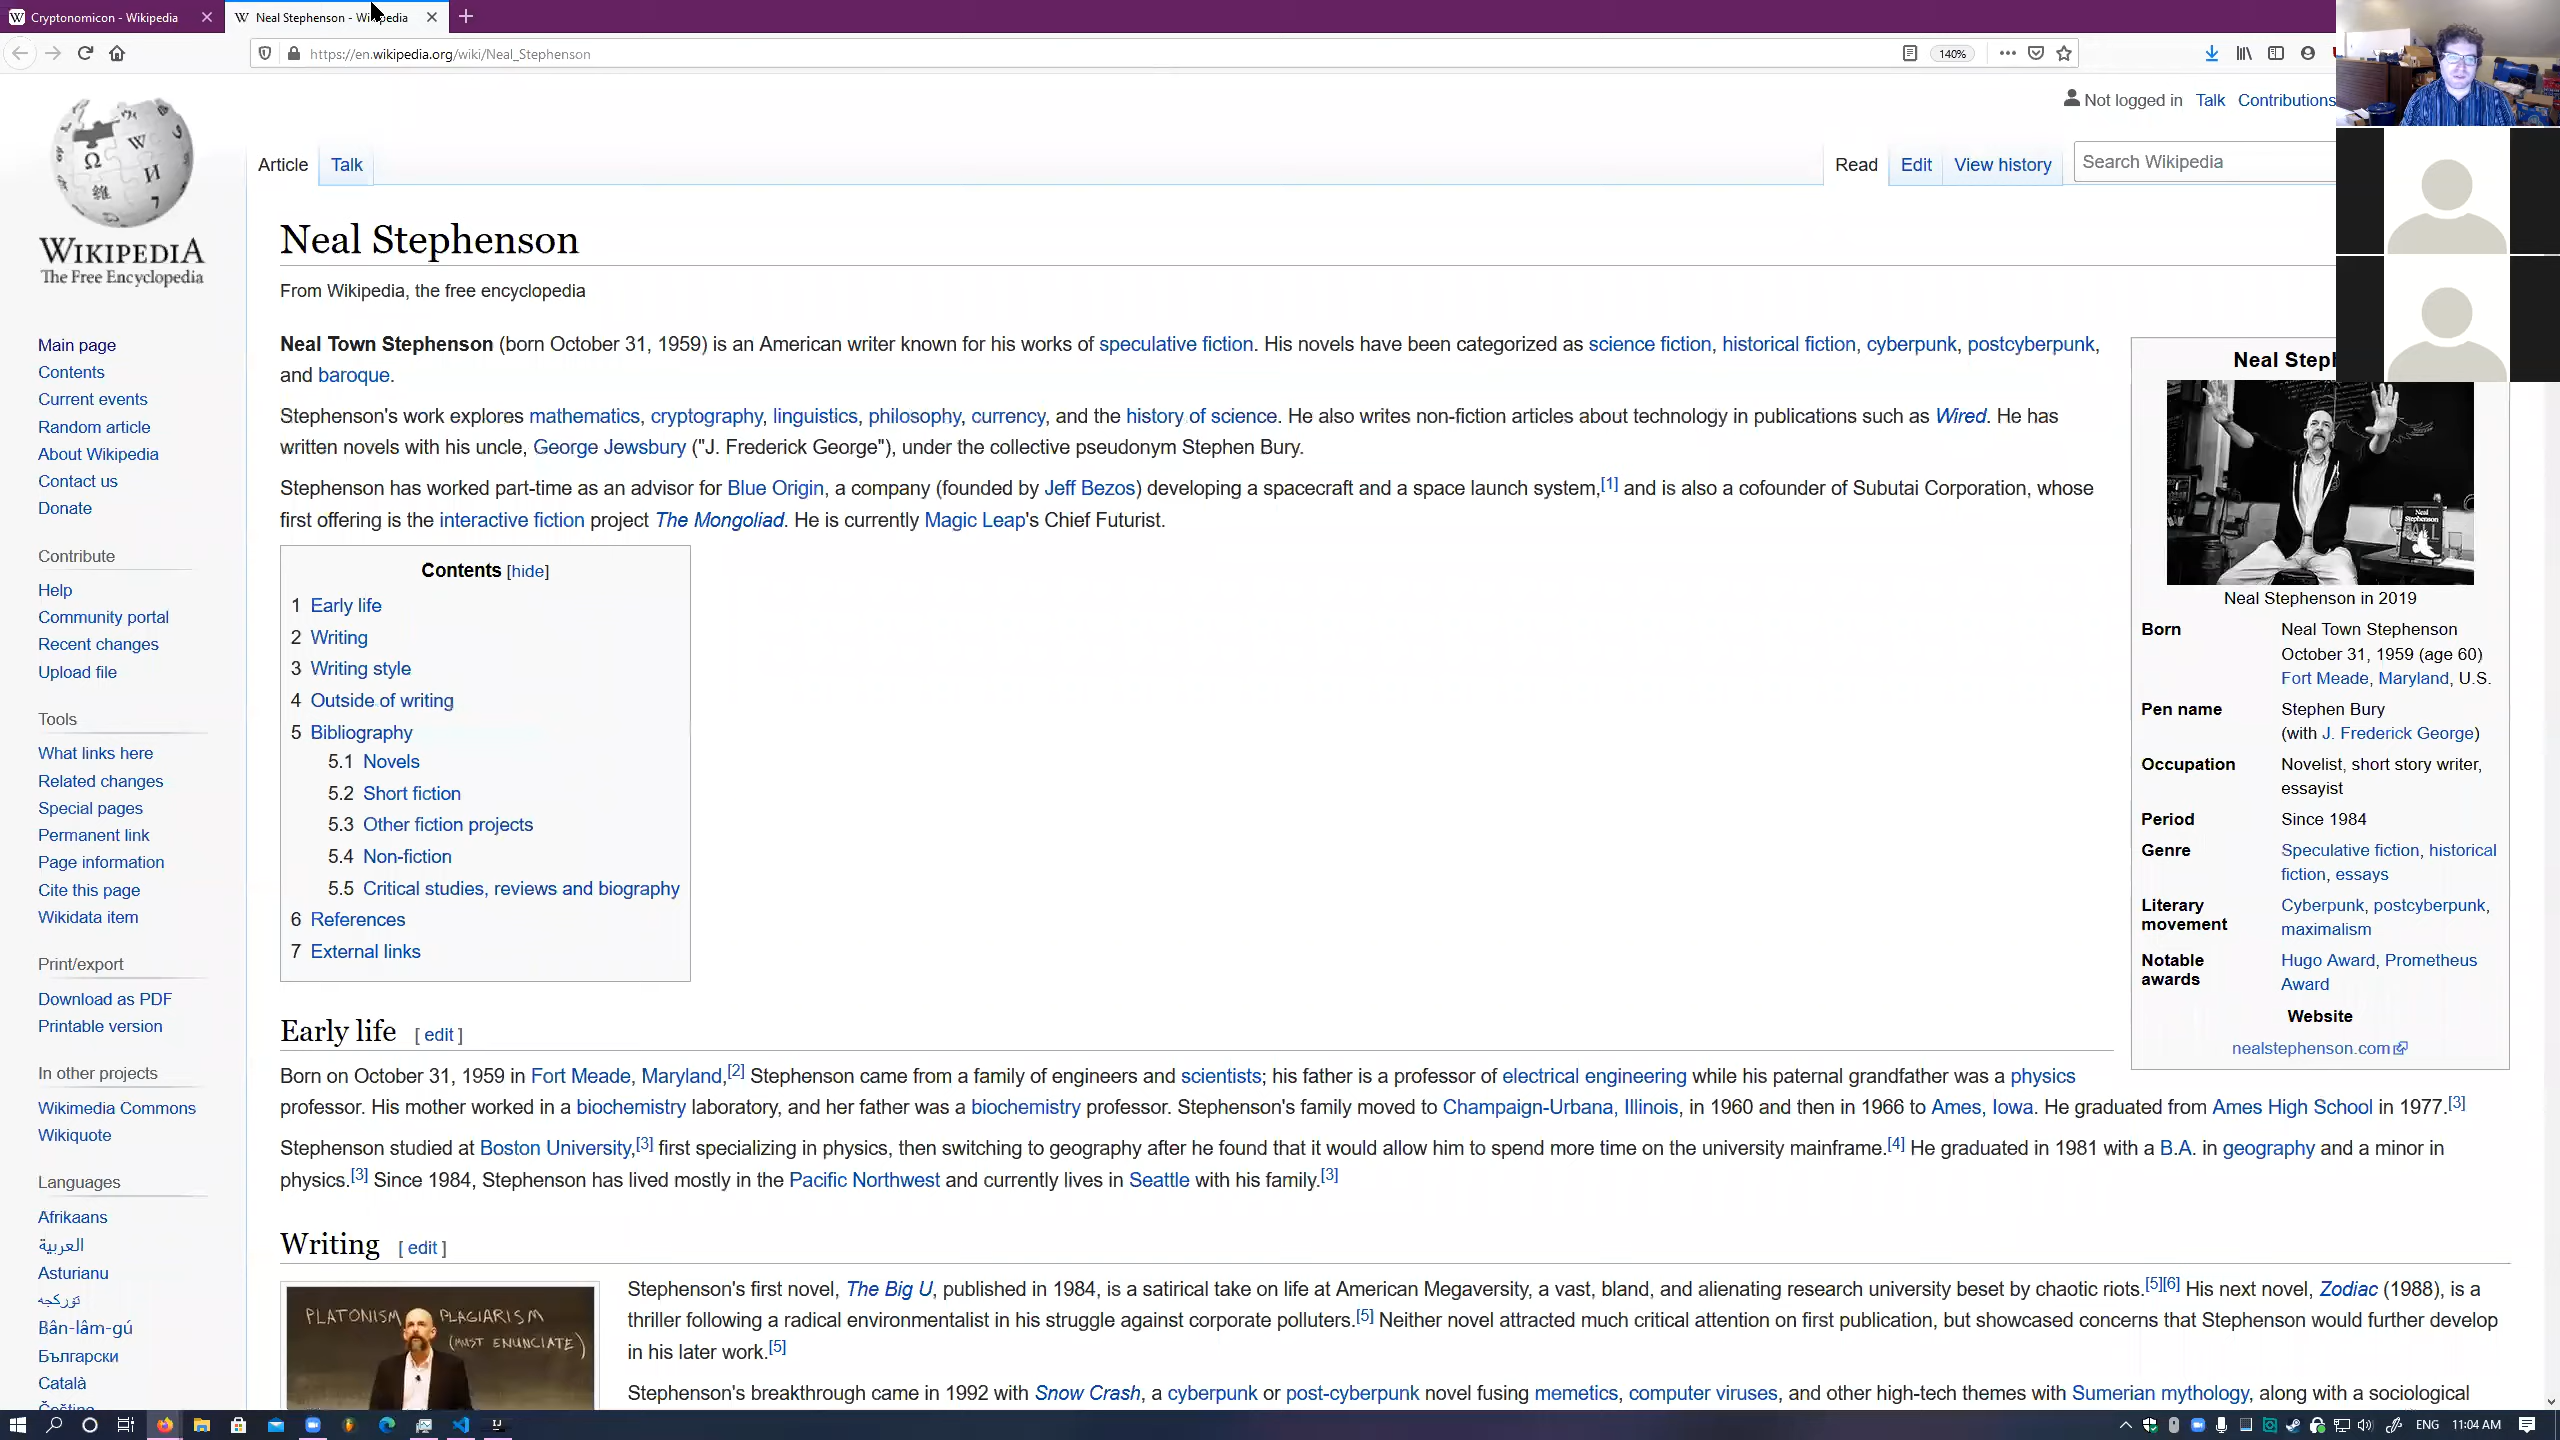 Cryptonomicon - Wikipedia
Neal Stephenson - Wikipedia
https://en.wikipedia.org/wiki/Neal_Stephenson
140%
Not logged in Talk Contributions
Article Talk
Read Edit View history
Search Wikipedia
WIKIPEDIA
The Free Encyclopedia
Main page
Contents
Current events
Random article
About Wikipedia
Contact us
Donate
Contribute
Help
Community portal
Recent changes
Upload file
Tools
What links here
Related changes
Special pages
Permanent link
Page information
Cite this page
Wikidata item
Print/export
Download as PDF
Printable version
In other projects
Wikimedia Commons
Wikiquote
Languages
Afrikaans
العربية
Asturianu
تۆرکجه
Bân-lâm-gú
Български
Català
Čeština
Neal Stephenson
From Wikipedia, the free encyclopedia
Neal Town Stephenson (born October 31, 1959) is an American writer known for his works of speculative fiction. His novels have been categorized as science fiction, historical fiction, cyberpunk, postcyberpunk,
and baroque.
Stephenson's work explores mathematics, cryptography, linguistics, philosophy, currency, and the history of science. He also writes non-fiction articles about technology in publications such as Wired. He has
written novels with his uncle, George Jewsbury ("J. Frederick George"), under the collective pseudonym Stephen Bury.
Stephenson has worked part-time as an advisor for Blue Origin, a company (founded by Jeff Bezos) developing a spacecraft and a space launch system,[1] and is also a cofounder of Subutai Corporation, whose
first offering is the interactive fiction project The Mongoliad. He is currently Magic Leap's Chief Futurist.
Contents [hide]
1 Early life
2 Writing
3 Writing style
4 Outside of writing
5 Bibliography
5.1 Novels
5.2 Short fiction
5.3 Other fiction projects
5.4 Non-fiction
5.5 Critical studies, reviews and biography
6 References
7 External links
Neal Steph
Neal
Stephenson
FALL
Neal Stephenson in 2019
Born Neal Town Stephenson
October 31, 1959 (age 60)
Fort Meade, Maryland, U.S.
Pen name Stephen Bury
(with J. Frederick George)
Occupation Novelist, short story writer,
essayist
Period Since 1984
Genre Speculative fiction, historical
fiction, essays
Literary movement Cyberpunk, postcyberpunk,
maximalism
Notable awards Hugo Award, Prometheus
Award
Website
nealstephenson.com
Early life [ edit ]
Born on October 31, 1959 in Fort Meade, Maryland,[2] Stephenson came from a family of engineers and scientists; his father is a professor of electrical engineering while his paternal grandfather was a physics
professor. His mother worked in a biochemistry laboratory, and her father was a biochemistry professor. Stephenson's family moved to Champaign-Urbana, Illinois, in 1960 and then in 1966 to Ames, Iowa. He graduated from Ames High School in 1977.[3]
Stephenson studied at Boston University,[3] first specializing in physics, then switching to geography after he found that it would allow him to spend more time on the university mainframe.[4] He graduated in 1981 with a B.A. in geography and a minor in
physics.[3] Since 1984, Stephenson has lived mostly in the Pacific Northwest and currently lives in Seattle with his family.[3]
Writing [ edit ]
PLATONISM PLAGIARISM
(MUST ENUNCIATE)
Stephenson's first novel, The Big U, published in 1984, is a satirical take on life at American Megaversity, a vast, bland, and alienating research university beset by chaotic riots.[5][6] His next novel, Zodiac (1988), is a
thriller following a radical environmentalist in his struggle against corporate polluters.[5] Neither novel attracted much critical attention on first publication, but showcased concerns that Stephenson would further develop
in his later work.[5]
Stephenson's breakthrough came in 1992 with Snow Crash, a cyberpunk or post-cyberpunk novel fusing memetics, computer viruses, and other high-tech themes with Sumerian mythology, along with a sociological
ENG 11:04 AM